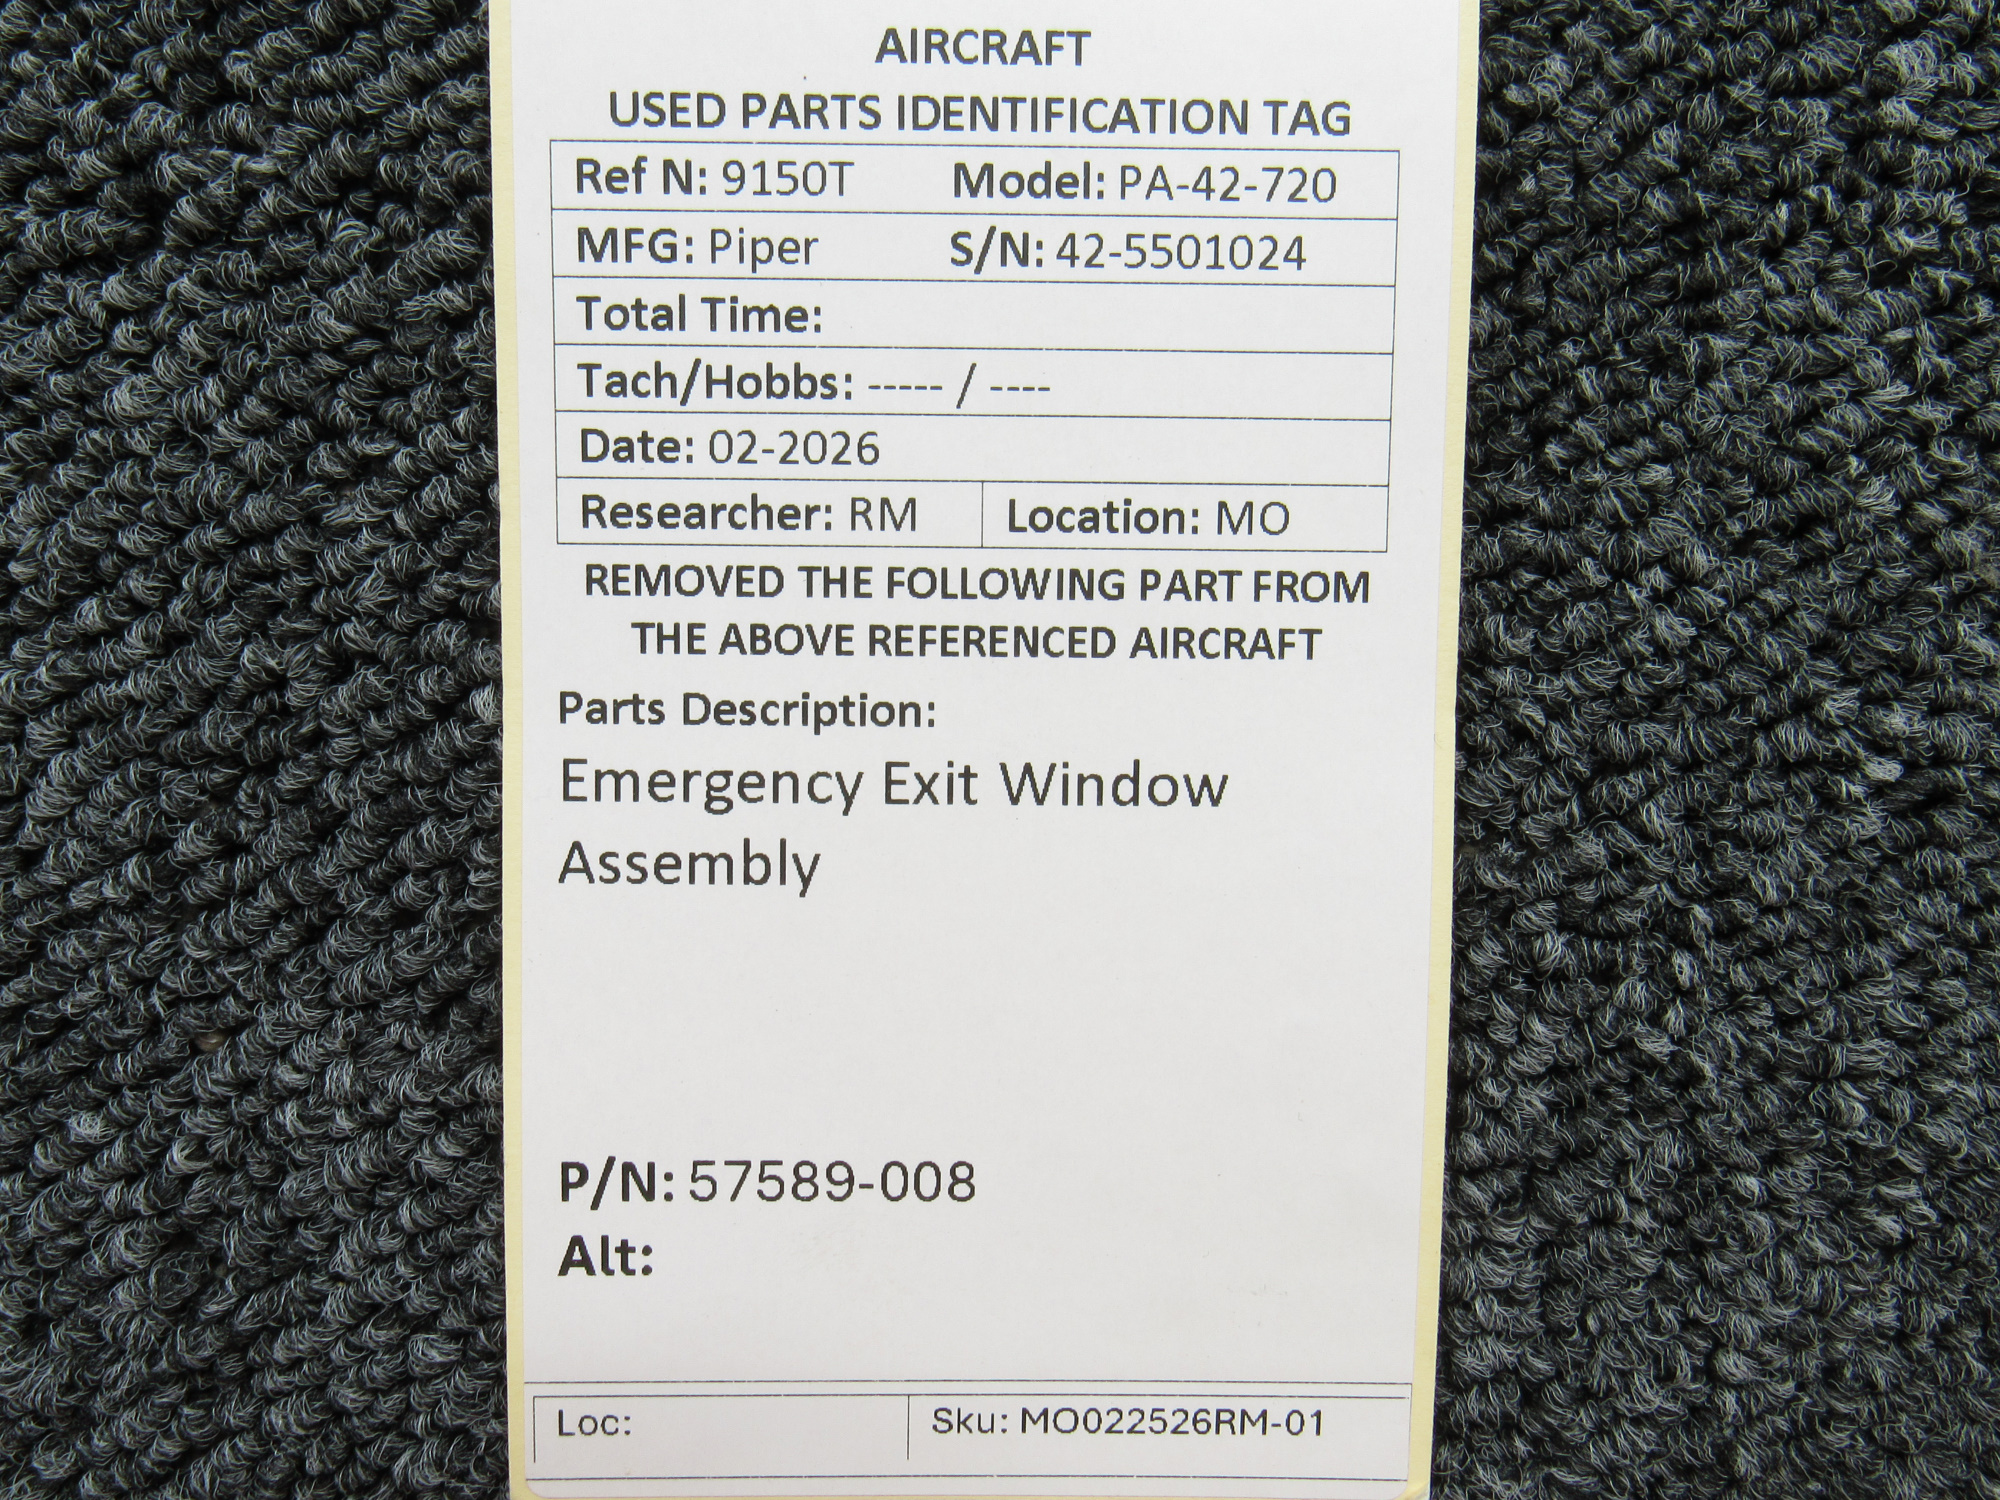 AIRCRAFT
USED PARTS IDENTIFICATION TAG
Ref N: 9150T Model: PA-42-720
MFG: Piper S/N: 42-5501024
Total Time:
Tach/Hobbs: ----- / ----
Date: 02-2026
Researcher: RM Location: MO
REMOVED THE FOLLOWING PART FROM
THE ABOVE REFERENCED AIRCRAFT
Parts Description:
Emergency Exit Window
Assembly
P/N: 57589-008
Alt:
Loc: Sku: MO022526RM-01